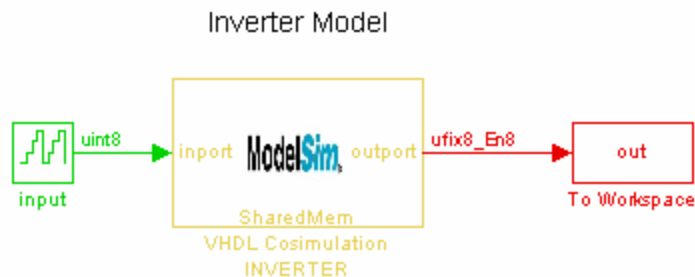 Inverter Model
uint8
inport
ModelSim
outport
ufix8_En8
out
input
SharedMem
To Workspace
VHDL Cosimulation
INVERTER